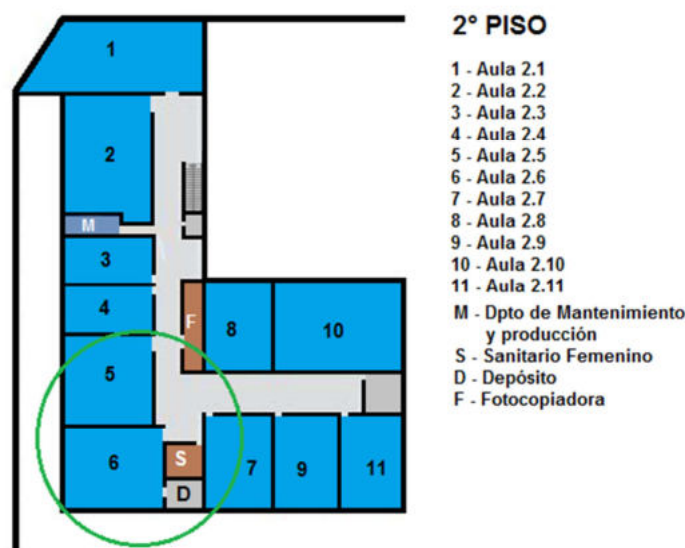 2° PISO
1 - Aula 2.1
2 - Aula 2.2
3 - Aula 2.3
4 - Aula 2.4
5 - Aula 2.5
6 - Aula 2.6
7 - Aula 2.7
8 - Aula 2.8
9 - Aula 2.9
10 - Aula 2.10
11 - Aula 2.11
M - Dpto de Mantenimiento
y producción
S - Sanitario Femenino
D - Depósito
F - Fotocopiadora
1
2
M
3
4
F
8
10
5
6
S
D
7
9
11